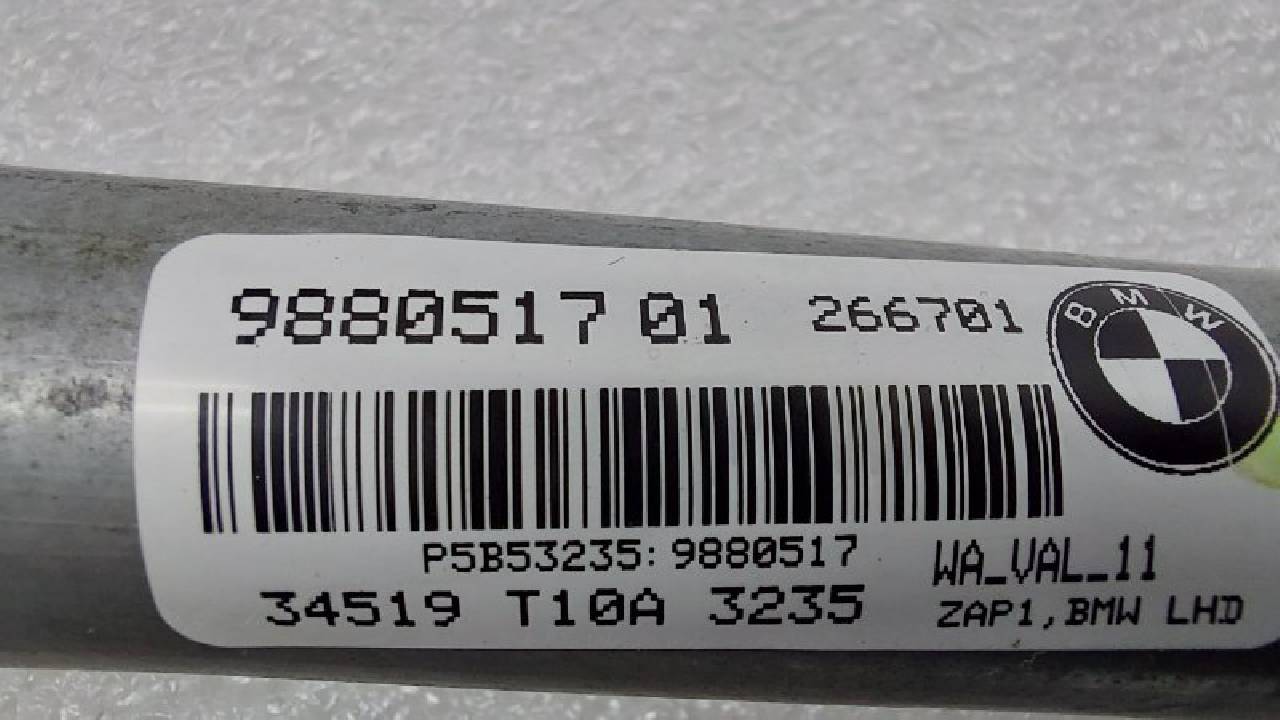 9880517 01 266701
BMW
P5B53235:9880517
WA_VAL_11
34519 T10A 3235
ZAP1,BMW LHD